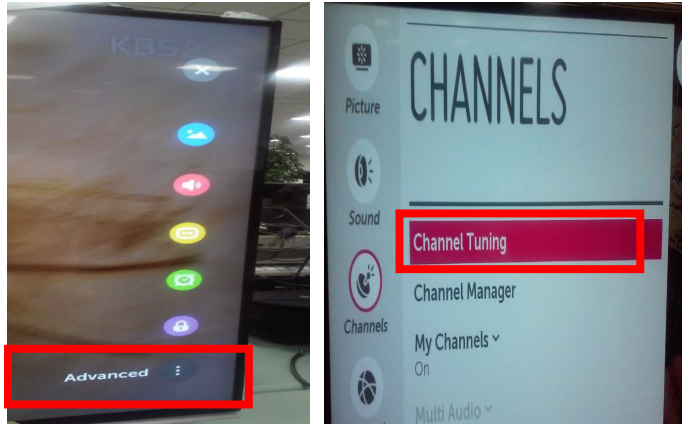 KBS2
Advanced
Picture
Sound
Channels
CHANNELS
Channel Tuning
Channel Manager
My Channels
On
Multi Audio